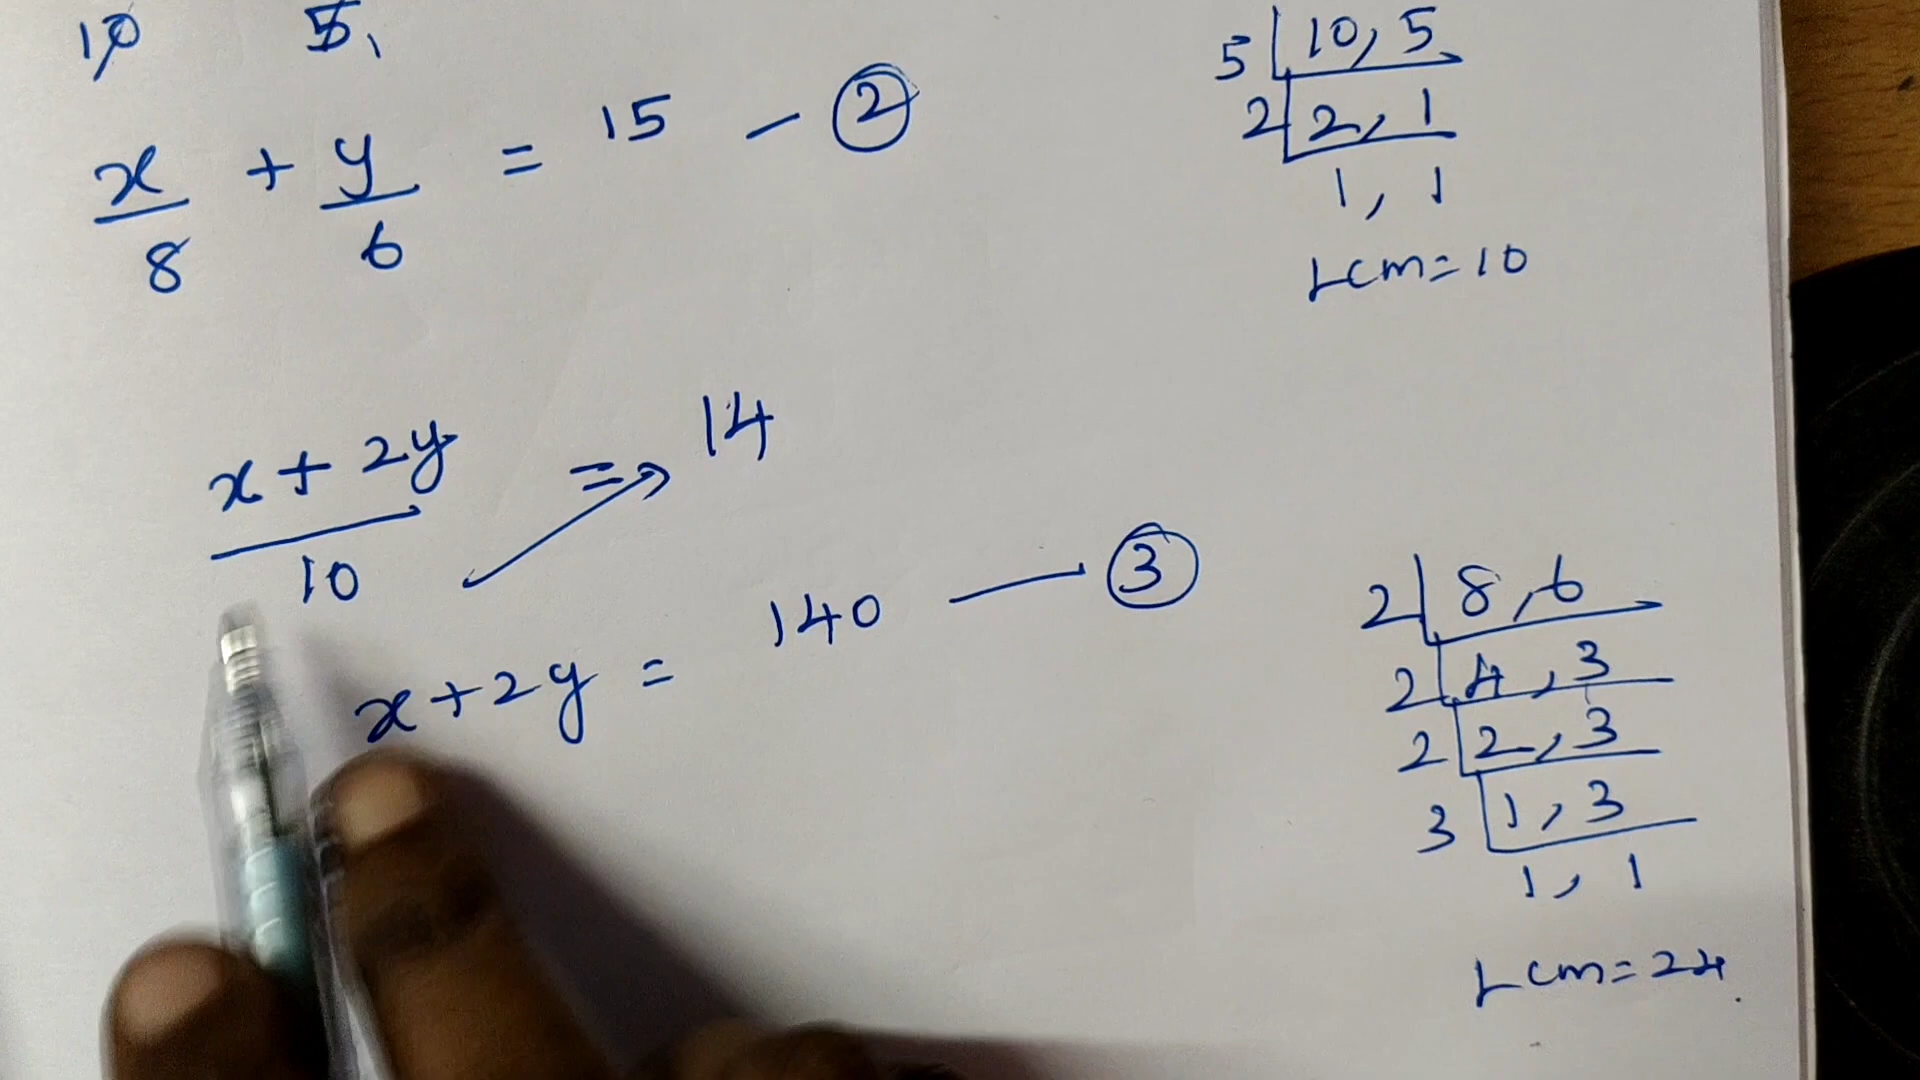 10 5,
x/8 + y/6 = 15 — ②
x + 2y / 10 = 14
x + 2y = 140 — ③
5 | 10, 5
2 | 2, 1
1, 1
LCM = 10
2 | 8, 6
2 | 4, 3
2 | 2, 3
3 | 1, 3
1, 1
LCM = 24.